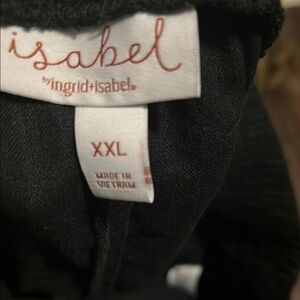 isabel
by ingrid+isabel®
XXL
MADE IN
VIETNAM